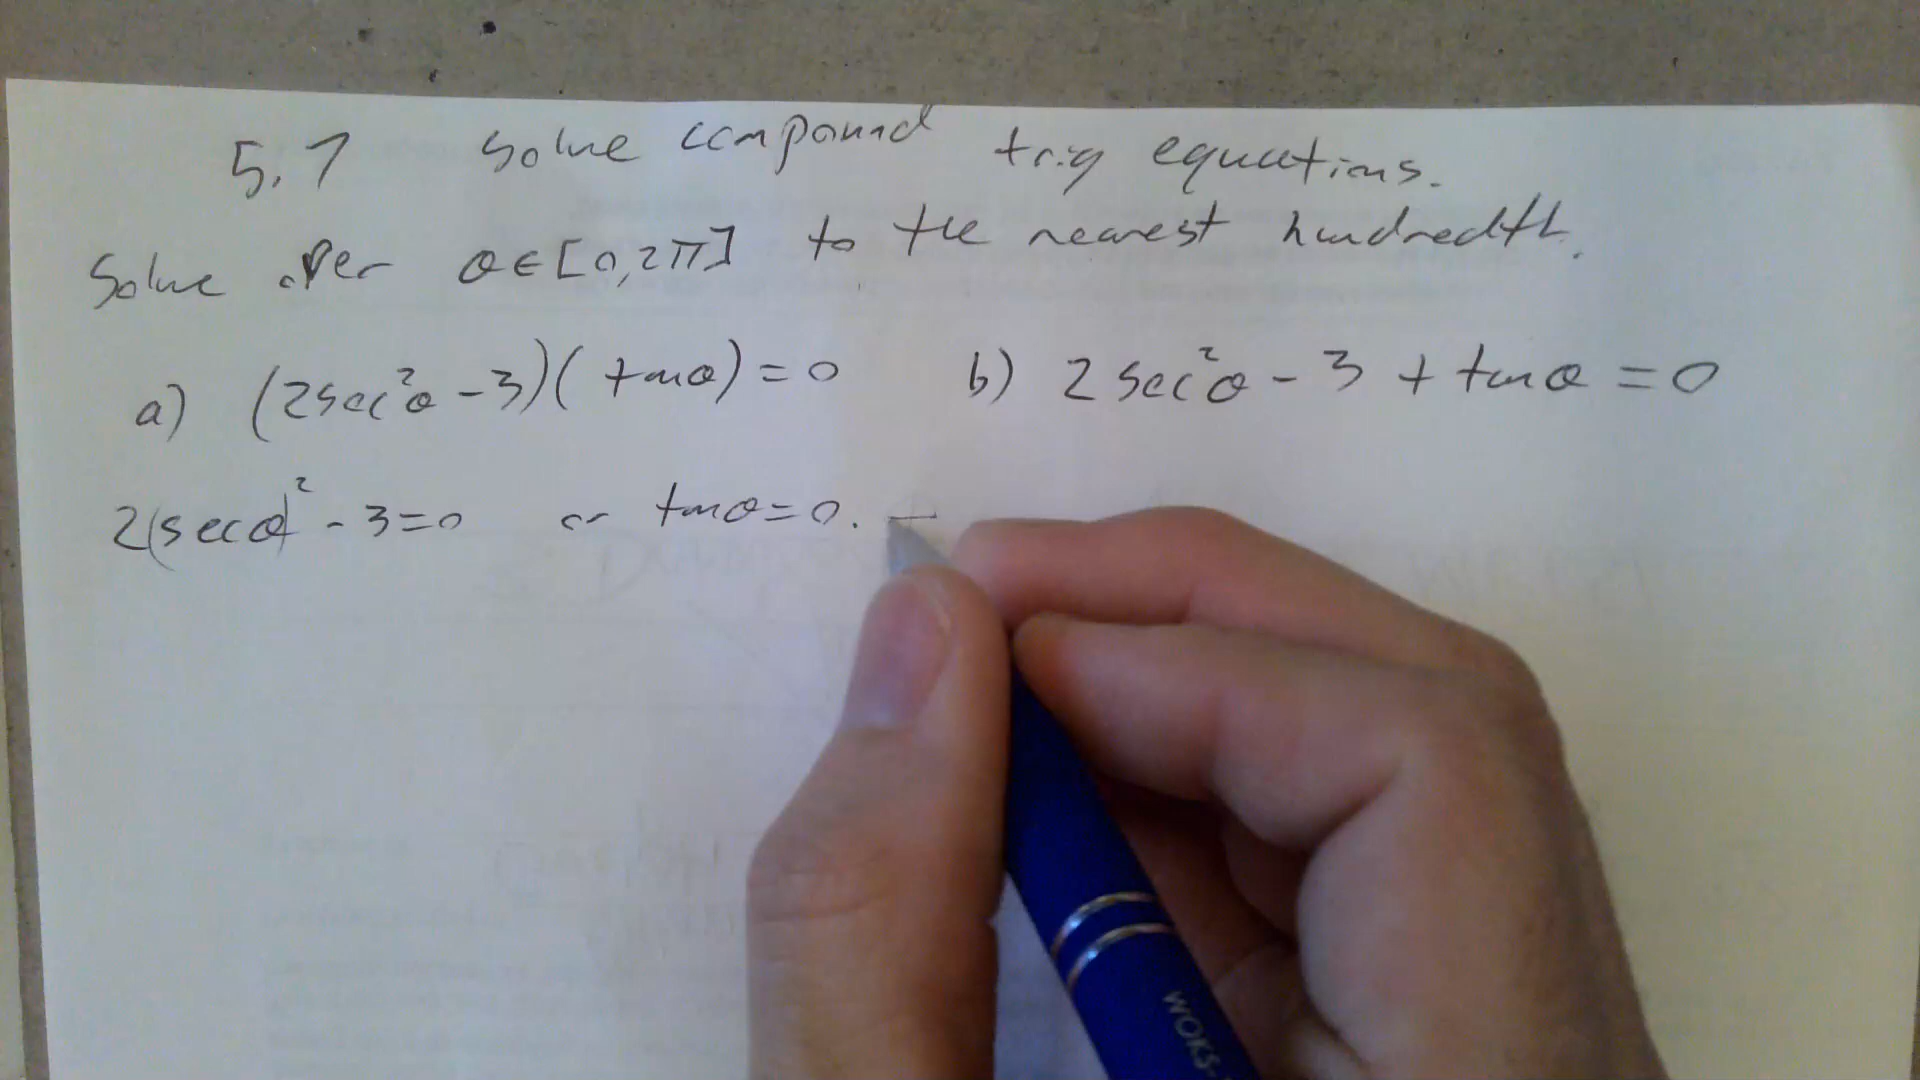 5.7 Solve compound trig equations.
Solve over θ∈[0,2π] to the nearest hundredth.
a) (2sec²θ - 3)(tanθ) = 0 b) 2sec²θ - 3 + tanθ = 0
2(secθ)² - 3 = 0 or tanθ = 0.
WOKS